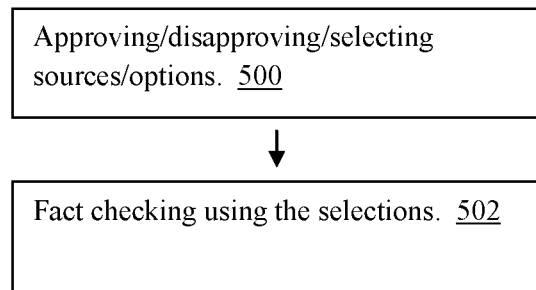 Approving/disapproving/selecting
sources/options.  500
Fact checking using the selections.  502